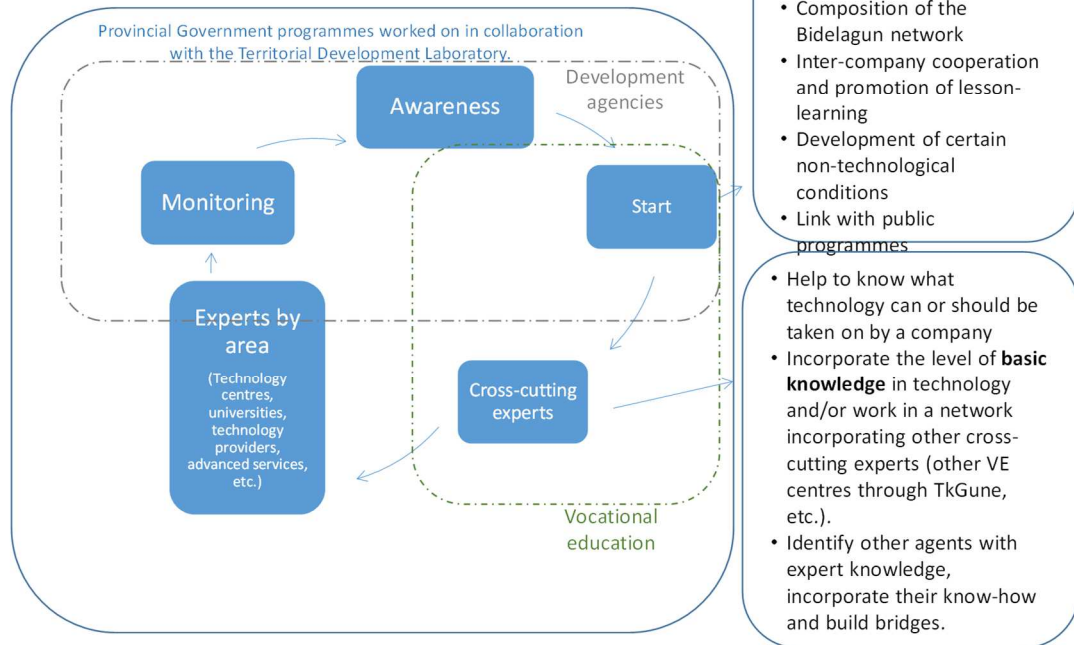 Provincial Government programmes worked on in collaboration
with the Territorial Development Laboratory.
Development
agencies
Awareness
Monitoring
Start
Experts by
area
(Technology
centres,
universities,
technology
providers,
advanced services,
etc.)
Cross-cutting
experts
Vocational
education
• Composition of the
Bidelagun network
• Inter-company cooperation
and promotion of lesson-
learning
• Development of certain
non-technological
conditions
• Link with public
programmes
• Help to know what
technology can or should be
taken on by a company
• Incorporate the level of basic
knowledge in technology
and/or work in a network
incorporating other cross-
cutting experts (other VE
centres through TkGune,
etc.).
• Identify other agents with
expert knowledge,
incorporate their know-how
and build bridges.